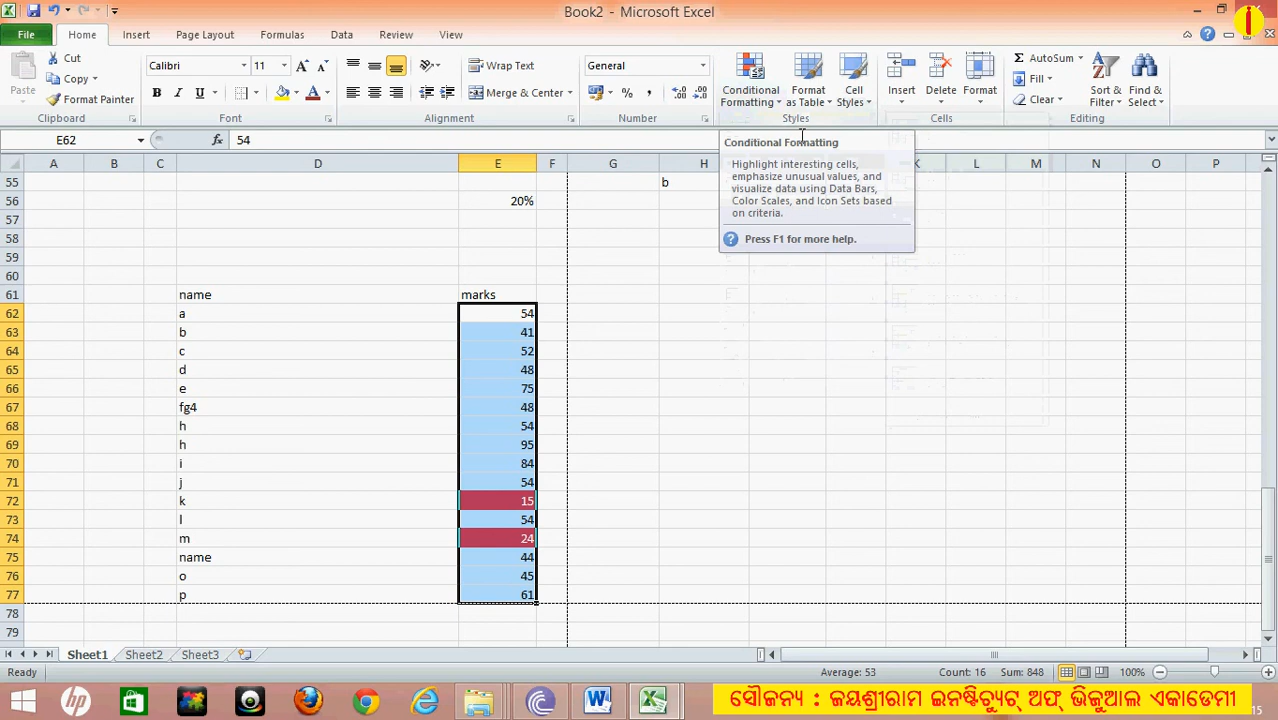 Book2 - Microsoft Excel
i
File Home Insert Page Layout Formulas Data Review View
Paste
Cut
Copy
Format Painter
Clipboard
Calibri 11
B I U
Font
Wrap Text
Merge & Center
Alignment
General
% ,
Number
Conditional Formatting
Format as Table
Cell Styles
Styles
Insert Delete Format
Cells
AutoSum
Fill
Clear
Sort & Filter
Find & Select
Editing
E62 fx 54
A B C D E F G H K L M N O P
Conditional Formatting
Highlight interesting cells,
emphasize unusual values, and
visualize data using Data Bars,
Color Scales, and Icon Sets based
on criteria.
Press F1 for more help.
55 b
56 20%
57
58
59
60
61 name marks
62 a 54
63 b 41
64 c 52
65 d 48
66 e 75
67 fg4 48
68 h 54
69 h 95
70 i 84
71 j 54
72 k 15
73 l 54
74 m 24
75 name 44
76 o 45
77 p 61
78
79
Sheet1 Sheet2 Sheet3
Ready Average: 53 Count: 16 Sum: 848 100%
ସୌଜନ୍ୟ : ଜୟଶ୍ରୀରାମ ଇନଷ୍ଟିଚ୍ୟୁଟ୍ ଅଫ୍ ଭିଜୁଆଲ ଏକାଡେମୀ
15